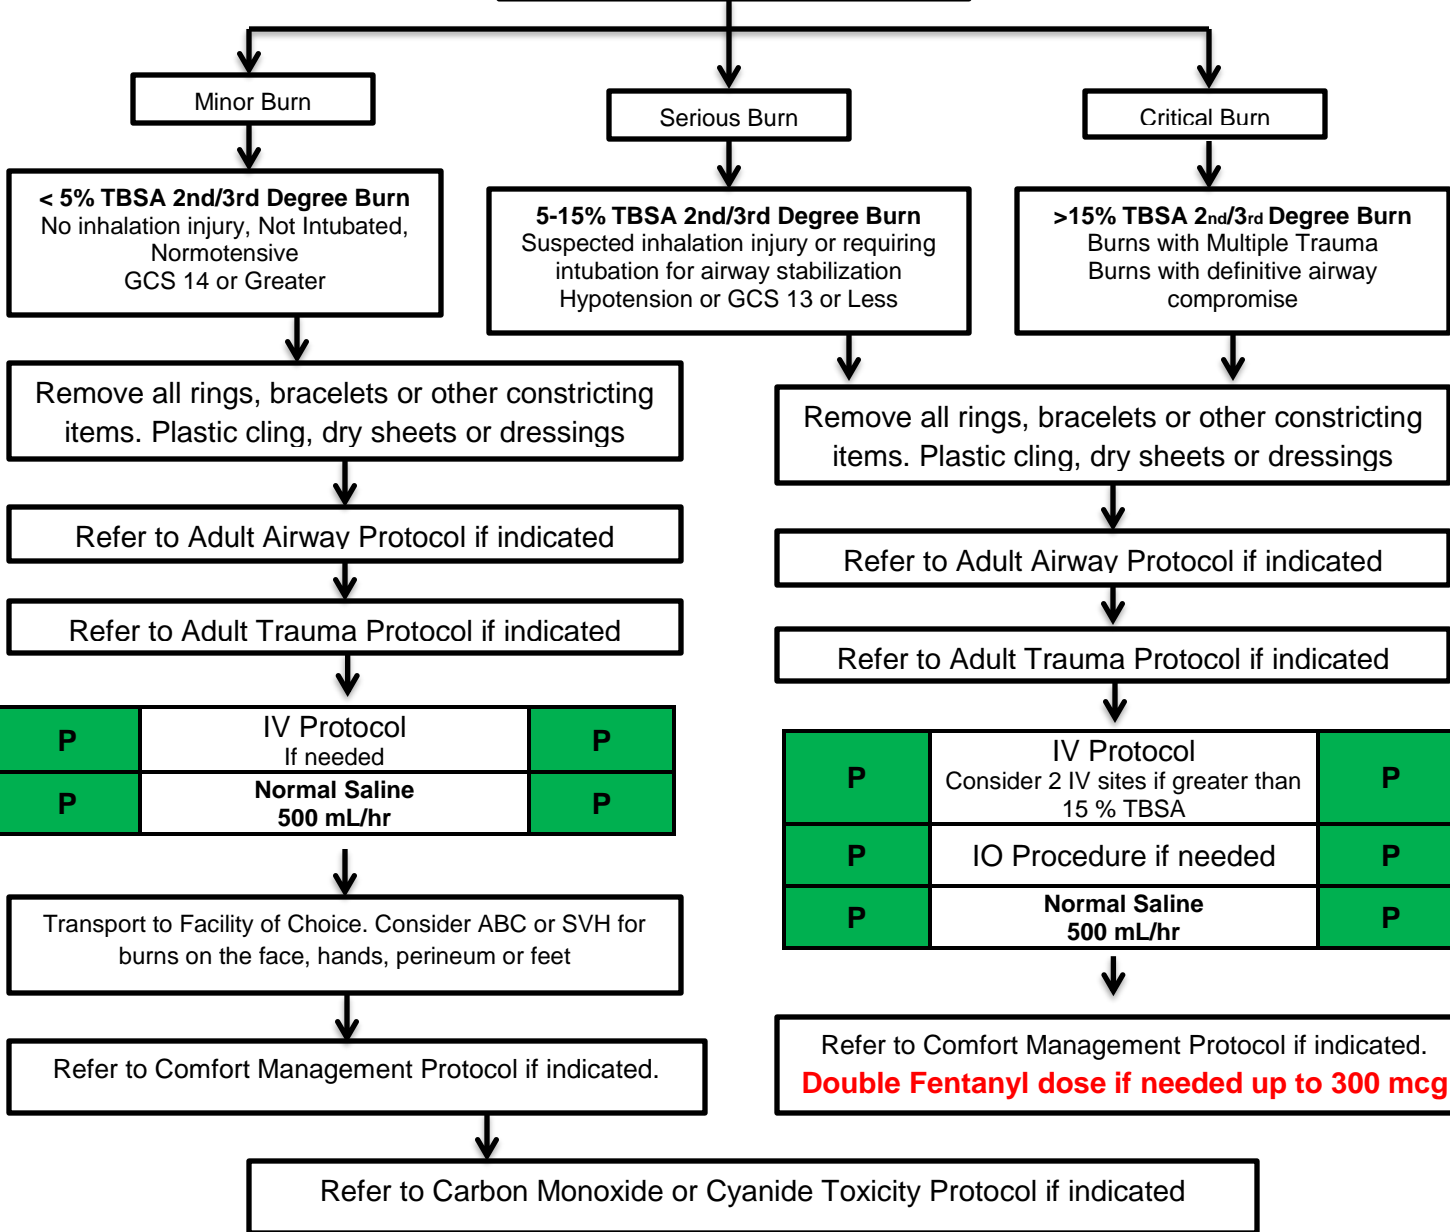 Minor Burn
Serious Burn
Critical Burn
< 5% TBSA 2nd/3rd Degree Burn
No inhalation injury, Not Intubated,
Normotensive
GCS 14 or Greater
5-15% TBSA 2nd/3rd Degree Burn
Suspected inhalation injury or requiring
intubation for airway stabilization
Hypotension or GCS 13 or Less
>15% TBSA 2nd/3rd Degree Burn
Burns with Multiple Trauma
Burns with definitive airway
compromise
Remove all rings, bracelets or other constricting
items. Plastic cling, dry sheets or dressings
Refer to Adult Airway Protocol if indicated
Refer to Adult Trauma Protocol if indicated
P
IV Protocol
If needed
P
P
Normal Saline
500 mL/hr
P
Transport to Facility of Choice. Consider ABC or SVH for
burns on the face, hands, perineum or feet
Refer to Comfort Management Protocol if indicated.
Remove all rings, bracelets or other constricting
items. Plastic cling, dry sheets or dressings
Refer to Adult Airway Protocol if indicated
Refer to Adult Trauma Protocol if indicated
P
IV Protocol
Consider 2 IV sites if greater than
15 % TBSA
P
P
IO Procedure if needed
P
P
Normal Saline
500 mL/hr
P
Refer to Comfort Management Protocol if indicated.
Double Fentanyl dose if needed up to 300 mcg
Refer to Carbon Monoxide or Cyanide Toxicity Protocol if indicated